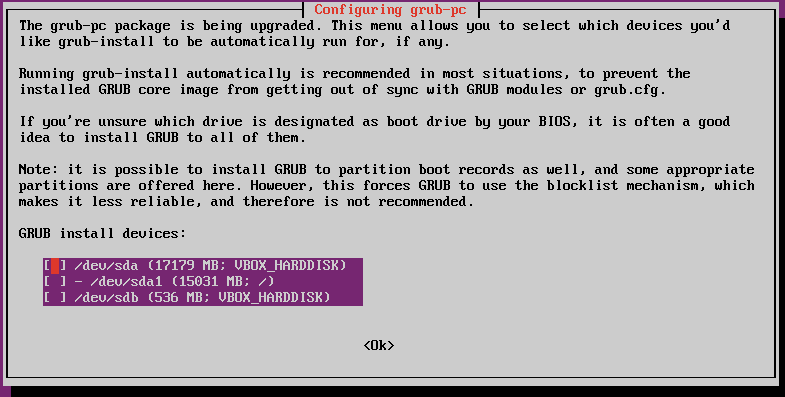 Configuring grub-pc
The grub-pc package is being upgraded. This menu allows you to select which devices you'd
like grub-install to be automatically run for, if any.
Running grub-install automatically is recommended in most situations, to prevent the
installed GRUB core image from getting out of sync with GRUB modules or grub.cfg.
If you're unsure which drive is designated as boot drive by your BIOS, it is often a good
idea to install GRUB to all of them.
Note: it is possible to install GRUB to partition boot records as well, and some appropriate
partitions are offered here. However, this forces GRUB to use the blocklist mechanism, which
makes it less reliable, and therefore is not recommended.
GRUB install devices:
[ ] /dev/sda (17179 MB; VBOX_HARDDISK)
[ ] - /dev/sda1 (15031 MB; /)
[ ] /dev/sdb (536 MB; VBOX_HARDDISK)
<Ok>